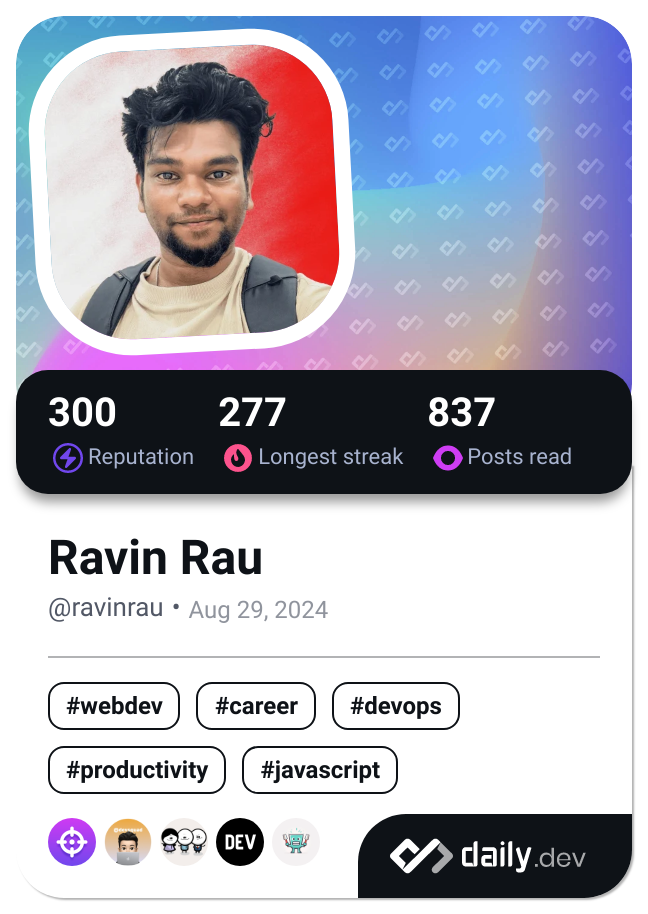 300 277 837
Reputation Longest streak Posts read
Ravin Rau
@ravinrau • Aug 29, 2024
#webdev #career #devops
#productivity #javascript
DEV
daily.dev